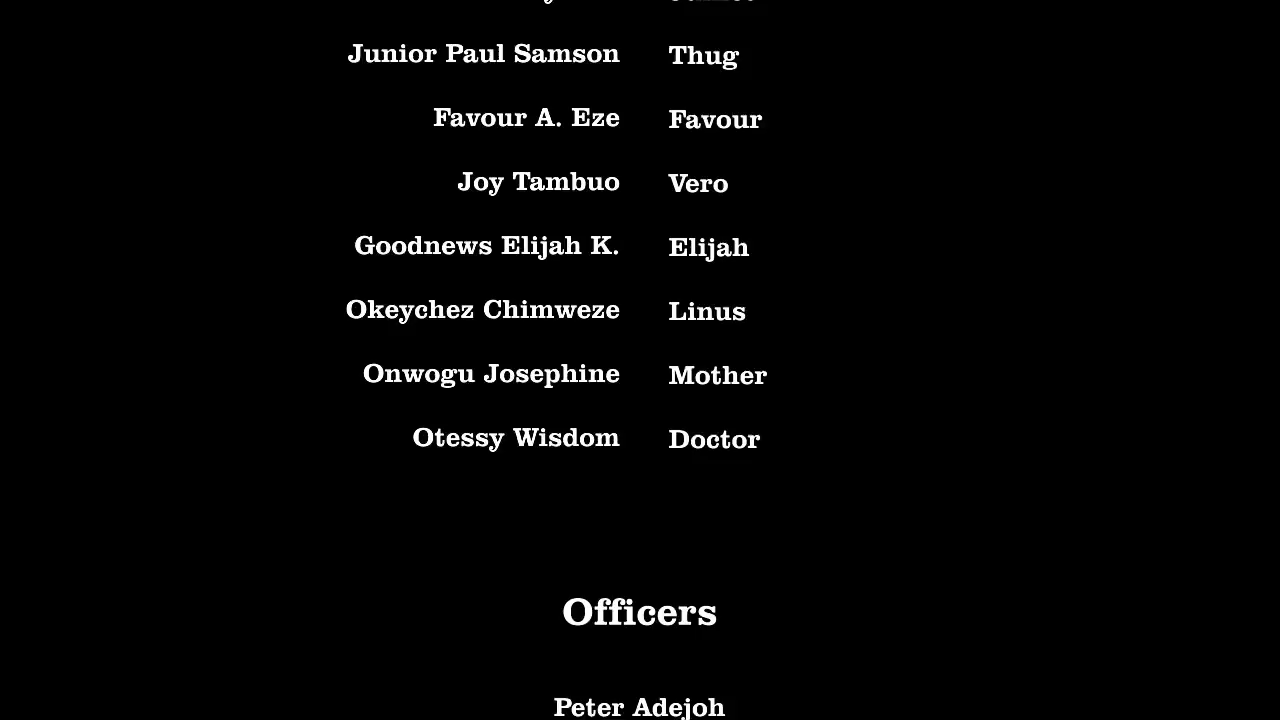 Junior Paul Samson Thug
Favour A. Eze Favour
Joy Tambuo Vero
Goodnews Elijah K. Elijah
Okeychez Chimweze Linus
Onwogu Josephine Mother
Otessy Wisdom Doctor
Officers
Peter Adejoh